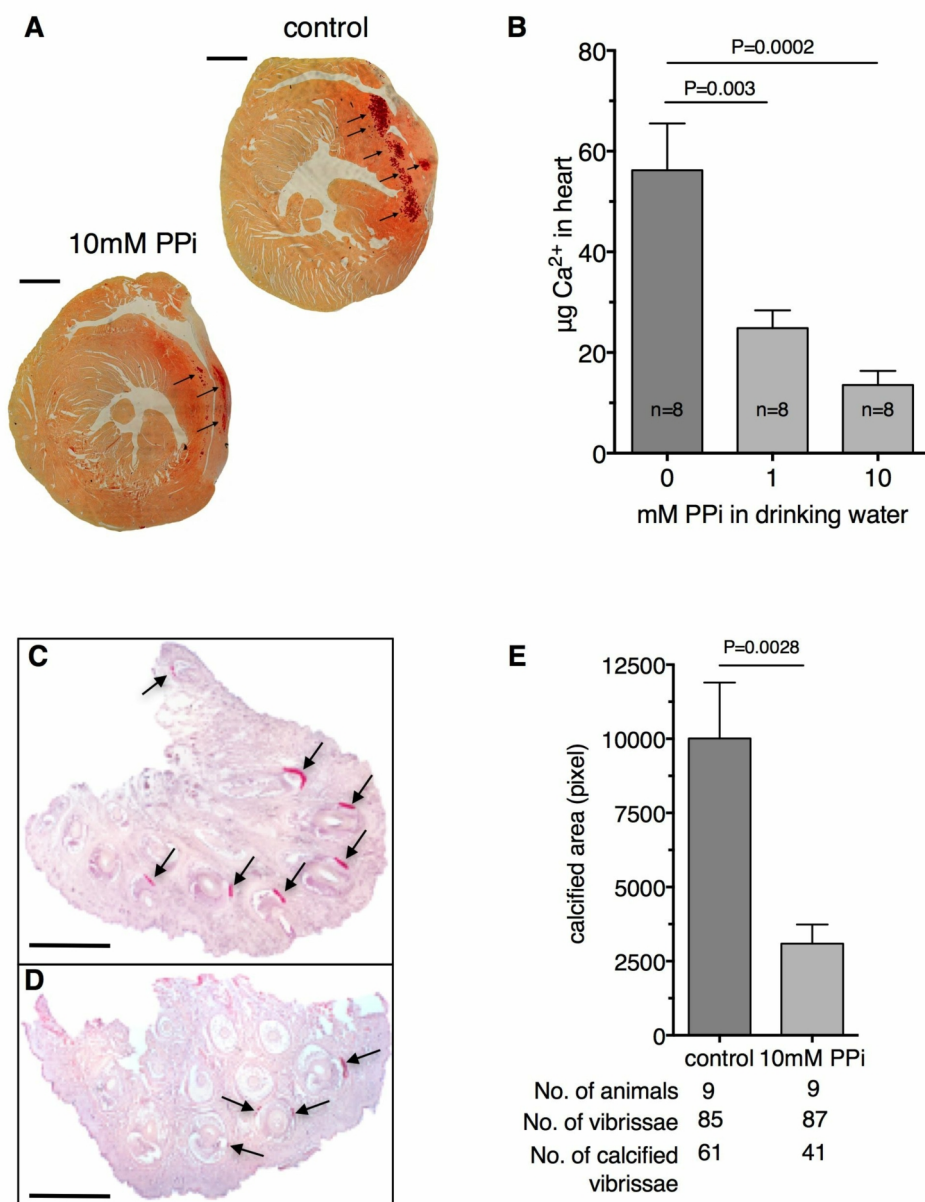 A
control
10mM PPi
B
80
60
40
20
0
µg Ca2+ in heart
P=0.0002
P=0.003
n=8 n=8 n=8
0 1 10
mM PPi in drinking water
C
D
E
P=0.0028
12500
10000
7500
5000
2500
0
calcified area (pixel)
control 10mM PPi
No. of animals 9 9
No. of vibrissae 85 87
No. of calcified 61 41
vibrissae